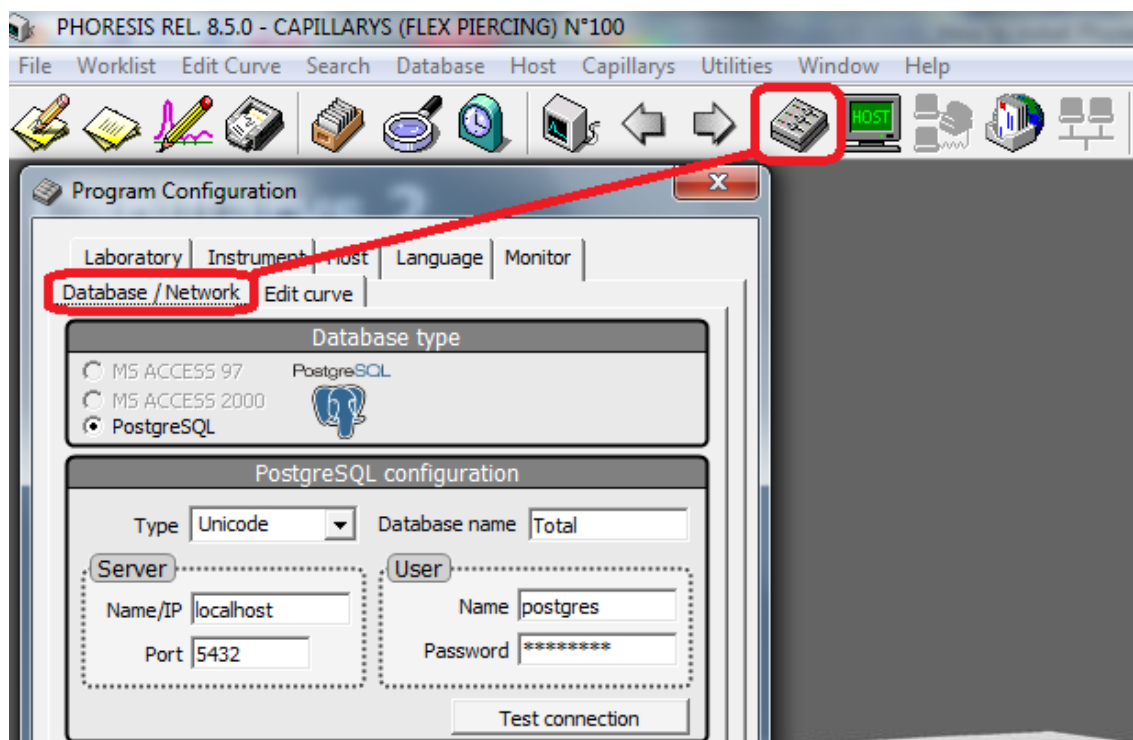 PHORESIS REL. 8.5.0 - CAPILLARYS (FLEX PIERCING) N°100
File Worklist Edit Curve Search Database Host Capillarys Utilities Window Help
HOST
Program Configuration
Laboratory Instrument Host Language Monitor
Database / Network Edit curve
Database type
MS ACCESS 97
PostgreSQL
MS ACCESS 2000
PostgreSQL
PostgreSQL configuration
Type Unicode Database name Total
Server User
Name/IP localhost Name postgres
Port 5432 Password ********
Test connection